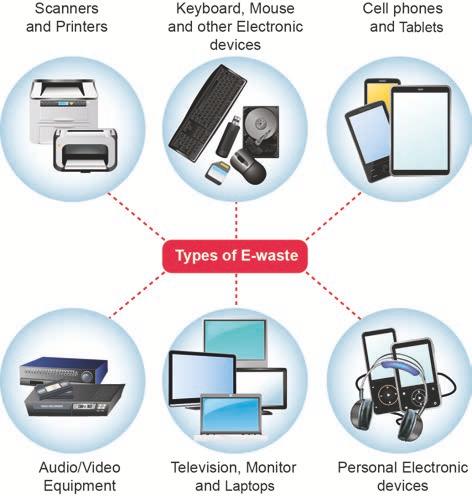 Scanners
and Printers
Keyboard, Mouse
and other Electronic
devices
Cell phones
and Tablets
Types of E-waste
Audio/Video
Equipment
Television, Monitor
and Laptops
Personal Electronic
devices